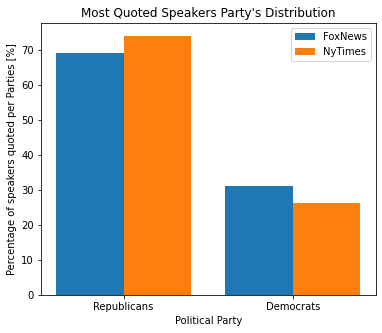 Most Quoted Speakers Party's Distribution
FoxNews
NyTimes
Percentage of speakers quoted per Parties [%]
70
60
50
40
30
20
10
0
Republicans Democrats
Political Party